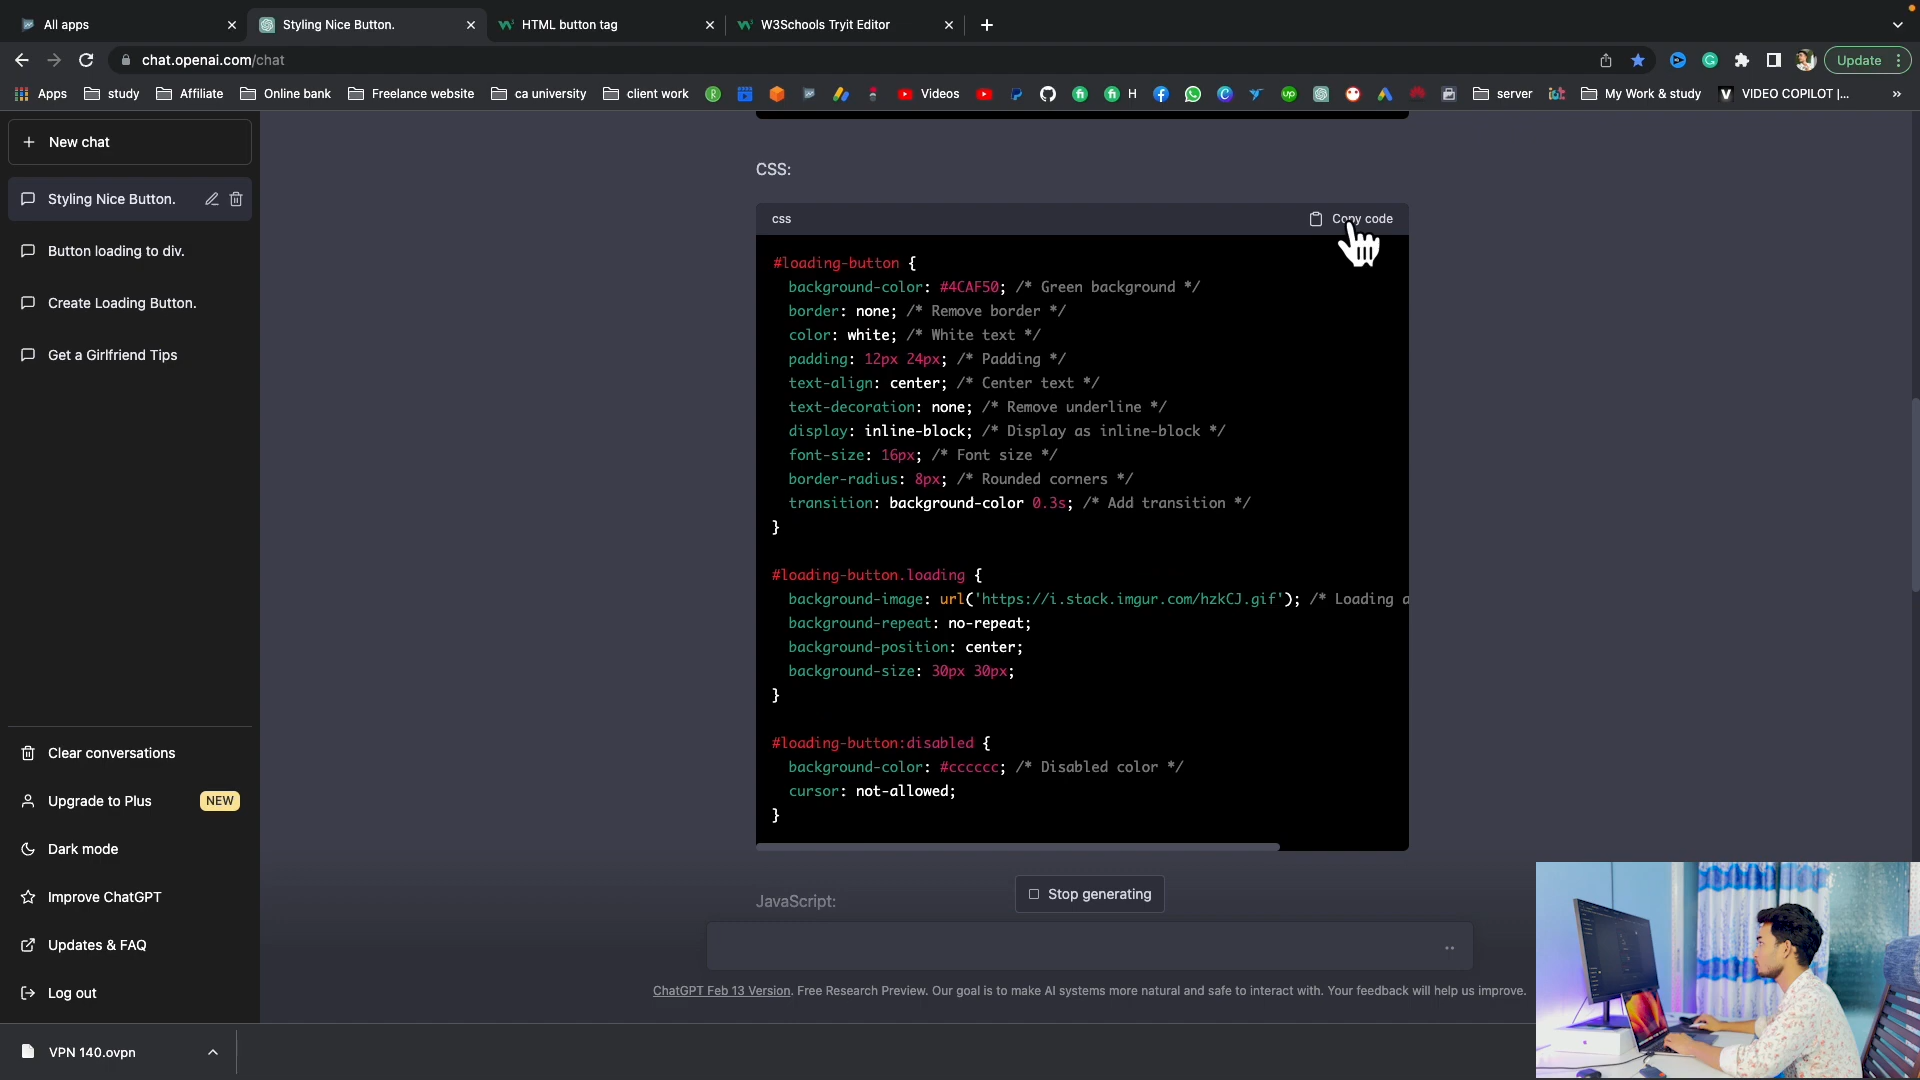 All apps
Styling Nice Button.
HTML button tag
W3Schools Tryit Editor
chat.openai.com/chat
Update
Apps
study
Affiliate
Online bank
Freelance website
ca university
client work
Videos
H
server
My Work & study
VIDEO COPILOT |...
New chat
Styling Nice Button.
Button loading to div.
Create Loading Button.
Get a Girlfriend Tips
Clear conversations
Upgrade to Plus
NEW
Dark mode
Improve ChatGPT
Updates & FAQ
Log out
CSS:
css
Copy code
#loading-button {
background-color: #4CAF50; /* Green background */
border: none; /* Remove border */
color: white; /* White text */
padding: 12px 24px; /* Padding */
text-align: center; /* Center text */
text-decoration: none; /* Remove underline */
display: inline-block; /* Display as inline-block */
font-size: 16px; /* Font size */
border-radius: 8px; /* Rounded corners */
transition: background-color 0.3s; /* Add transition */
}
#loading-button.loading {
background-image: url('https://i.stack.imgur.com/hzkCJ.gif'); /* Loading a
background-repeat: no-repeat;
background-position: center;
background-size: 30px 30px;
}
#loading-button:disabled {
background-color: #cccccc; /* Disabled color */
cursor: not-allowed;
}
JavaScript:
Stop generating
ChatGPT Feb 13 Version. Free Research Preview. Our goal is to make AI systems more natural and safe to interact with. Your feedback will help us improve.
VPN 140.ovpn